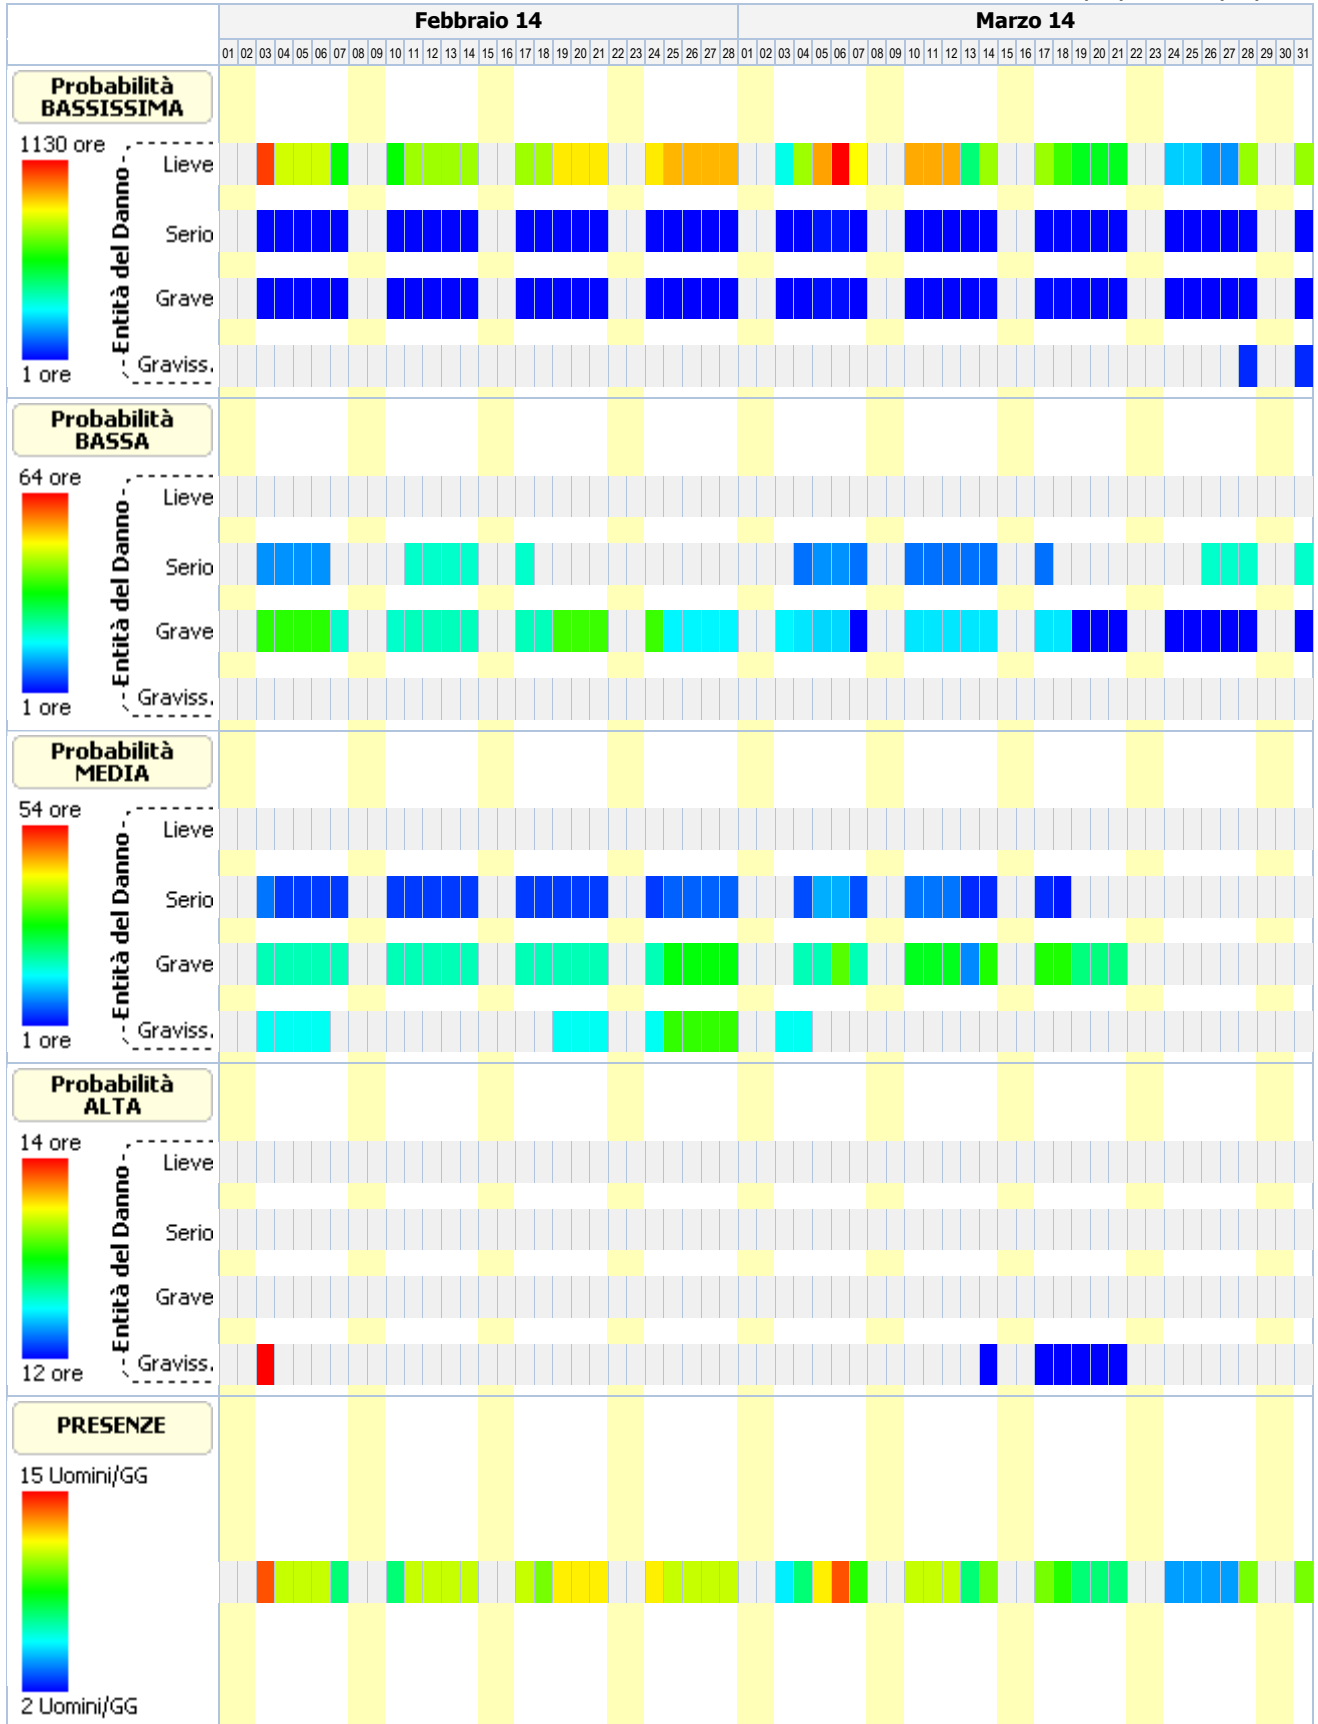 Febbraio 14 Marzo 14
01 02 03 04 05 06 07 08 09 10 11 12 13 14 15 16 17 18 19 20 21 22 23 24 25 26 27 28 01 02 03 04 05 06 07 08 09 10 11 12 13 14 15 16 17 18 19 20 21 22 23 24 25 26 27 28 29 30 31
Probabilità
BASSISSIMA
1130 ore
Entità del Danno
Lieve
Serio
Grave
Graviss.
1 ore
Probabilità
BASSA
64 ore
Entità del Danno
Lieve
Serio
Grave
Graviss.
1 ore
Probabilità
MEDIA
54 ore
Entità del Danno
Lieve
Serio
Grave
Graviss.
1 ore
Probabilità
ALTA
14 ore
Entità del Danno
Lieve
Serio
Grave
Graviss.
12 ore
PRESENZE
15 Uomini/GG
2 Uomini/GG